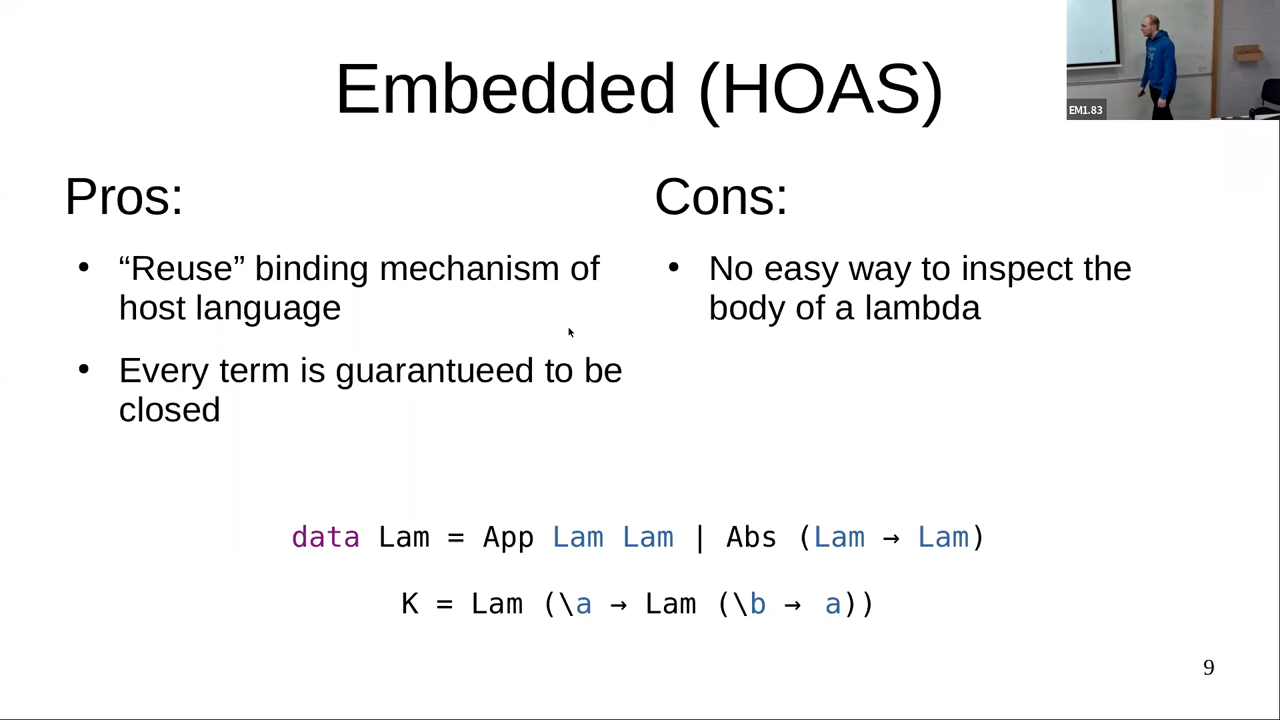 Embedded (HOAS)
EM1.83
Pros:
• “Reuse” binding mechanism of
host language
• Every term is guarantueed to be
closed
Cons:
• No easy way to inspect the
body of a lambda
data Lam = App Lam Lam | Abs (Lam → Lam)
K = Lam (\a → Lam (\b → a))
9